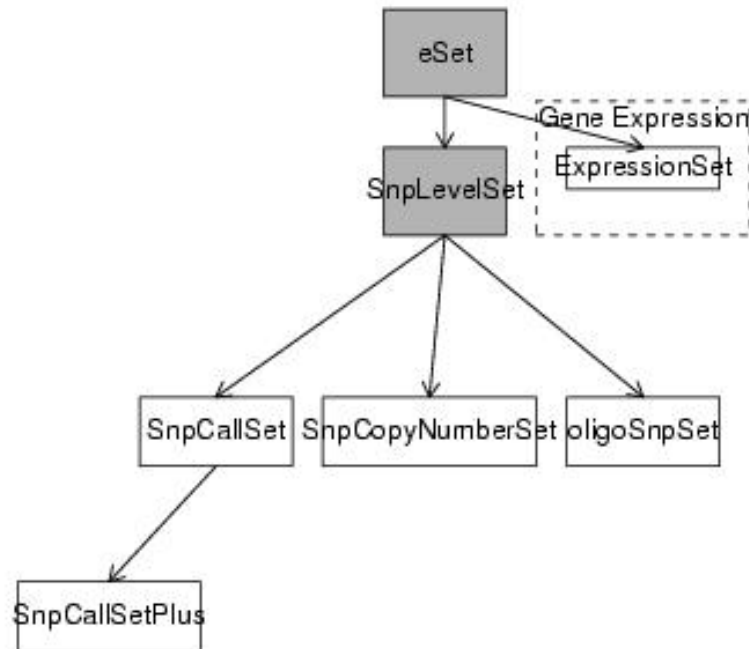 eSet
Gene Expression
ExpressionSet
SnpLevelSet
SnpCallSet
SnpCopyNumberSet
oligoSnpSet
SnpCallSetPlus